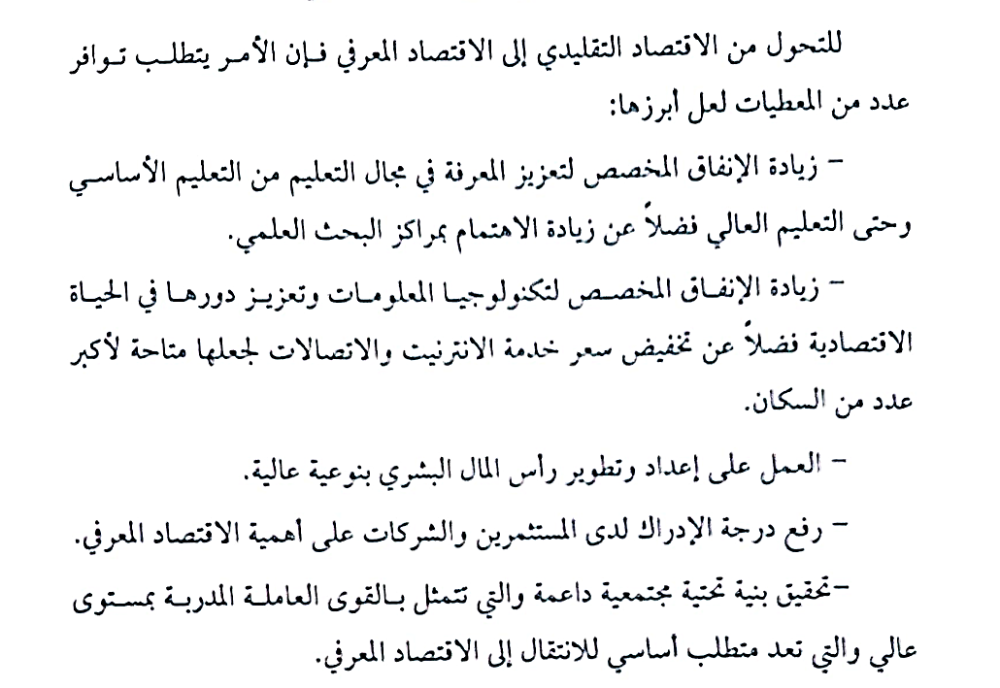 للتحول من الاقتصاد التقليدي إلى الاقتصاد المعرفي فإن الأمر يتطلب توافر
عدد من المعطيات لعل أبرزها:
– زيادة الإنفاق المخصص لتعزيز المعرفة في مجال التعليم من التعليم الأساسي
وحتى التعليم العالي فضلاً عن زيادة الاهتمام بمراكز البحث العلمي.
– زيادة الإنفاق المخصص لتكنولوجيا المعلومات وتعزيز دورها في الحياة
الاقتصادية فضلاً عن تخفيض سعر خدمة الانترنيت والاتصالات لجعلها متاحة لأكبر
عدد من السكان.
– العمل على إعداد وتطوير رأس المال البشري بنوعية عالية.
– رفع درجة الإدراك لدى المستثمرين والشركات على أهمية الاقتصاد المعرفي.
–تحقيق بنية تحتية مجتمعية داعمة والتي تتمثل بالقوى العاملة المدربة بمستوى
عالي والتي تعد متطلب أساسي للانتقال إلى الاقتصاد المعرفي.